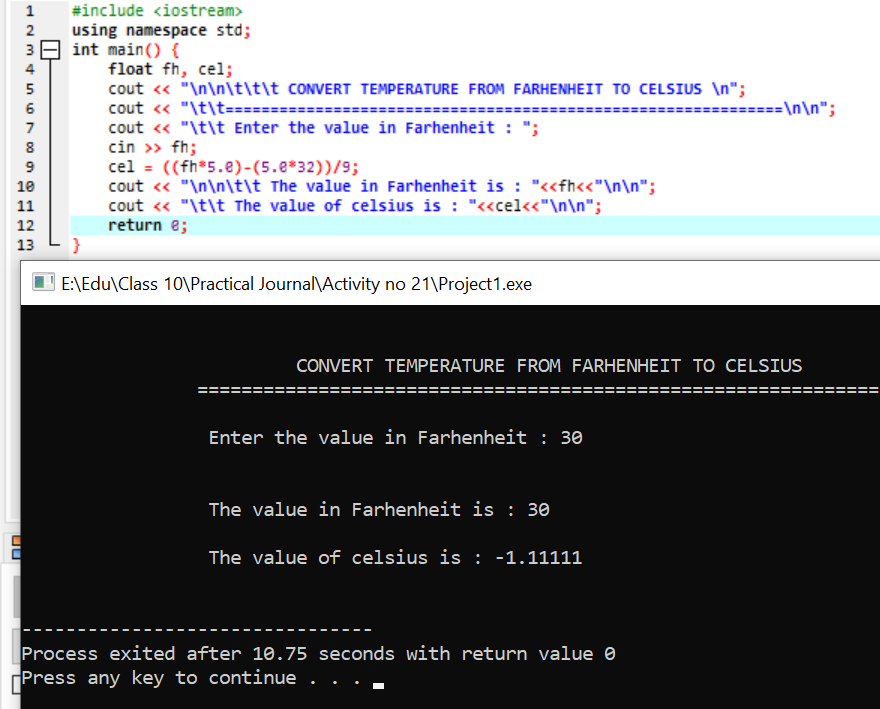 1 #include <iostream>
2 using namespace std;
3 int main() {
4 float fh, cel;
5 cout << "\n\n\t\t\t CONVERT TEMPERATURE FROM FARHENHEIT TO CELSIUS \n";
6 cout << "\t\t==============================================================\n\n";
7 cout << "\t\t Enter the value in Farhenheit : ";
8 cin >> fh;
9 cel = ((fh*5.0)-(5.0*32))/9;
10 cout << "\n\n\t\t The value in Farhenheit is : "<<fh<<"\n\n";
11 cout << "\t\t The value of celsius is : "<<cel<<"\n\n";
12 return 0;
13 }
E:\Edu\Class 10\Practical Journal\Activity no 21\Project1.exe
CONVERT TEMPERATURE FROM FARHENHEIT TO CELSIUS
==============================================================
Enter the value in Farhenheit : 30
The value in Farhenheit is : 30
The value of celsius is : -1.11111
--------------------------------
Process exited after 10.75 seconds with return value 0
Press any key to continue . . .